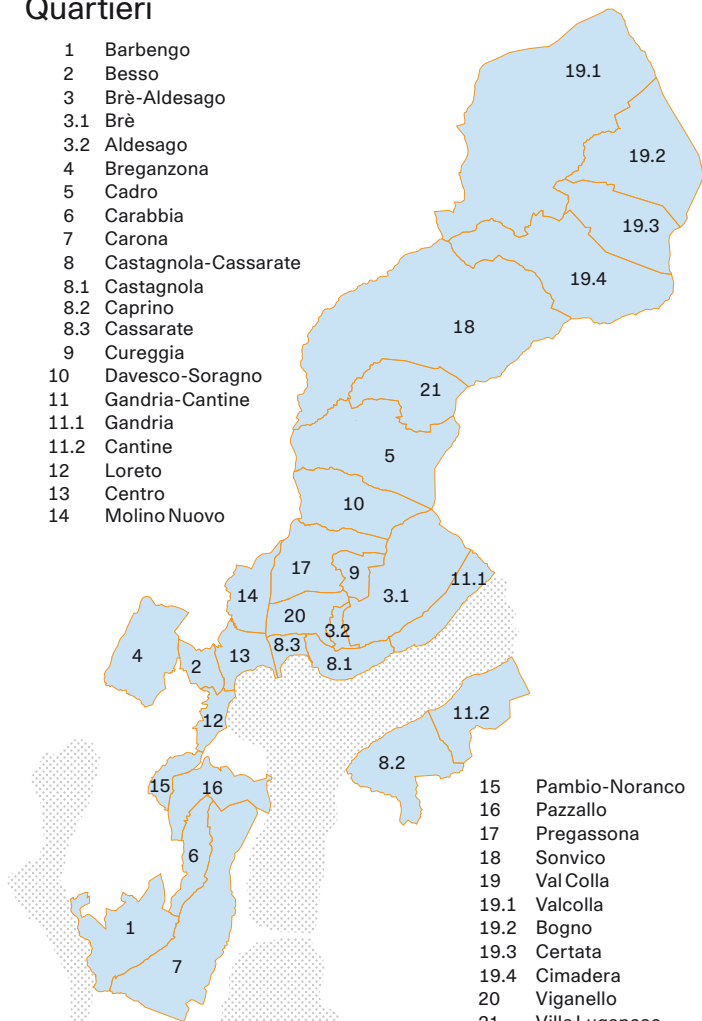 Quartieri
1 Barbengo
2 Besso
3 Brè-Aldesago
3.1 Brè
3.2 Aldesago
4 Breganzona
5 Cadro
6 Carabbia
7 Carona
8 Castagnola-Cassarate
8.1 Castagnola
8.2 Caprino
8.3 Cassarate
9 Cureggia
10 Davesco-Soragno
11 Gandria-Cantine
11.1 Gandria
11.2 Cantine
12 Loreto
13 Centro
14 Molino Nuovo
19.1
19.2
19.3
19.4
18
21
5
10
17
9
11.1
14
3.1
20
3.2
8.3
13
4
2
8.1
12
11.2
8.2
15
16
6
1
7
15 Pambio-Noranco
16 Pazzallo
17 Pregassona
18 Sonvico
19 Val Colla
19.1 Valcolla
19.2 Bogno
19.3 Certata
19.4 Cimadera
20 Viganello
21 Villa Luganese